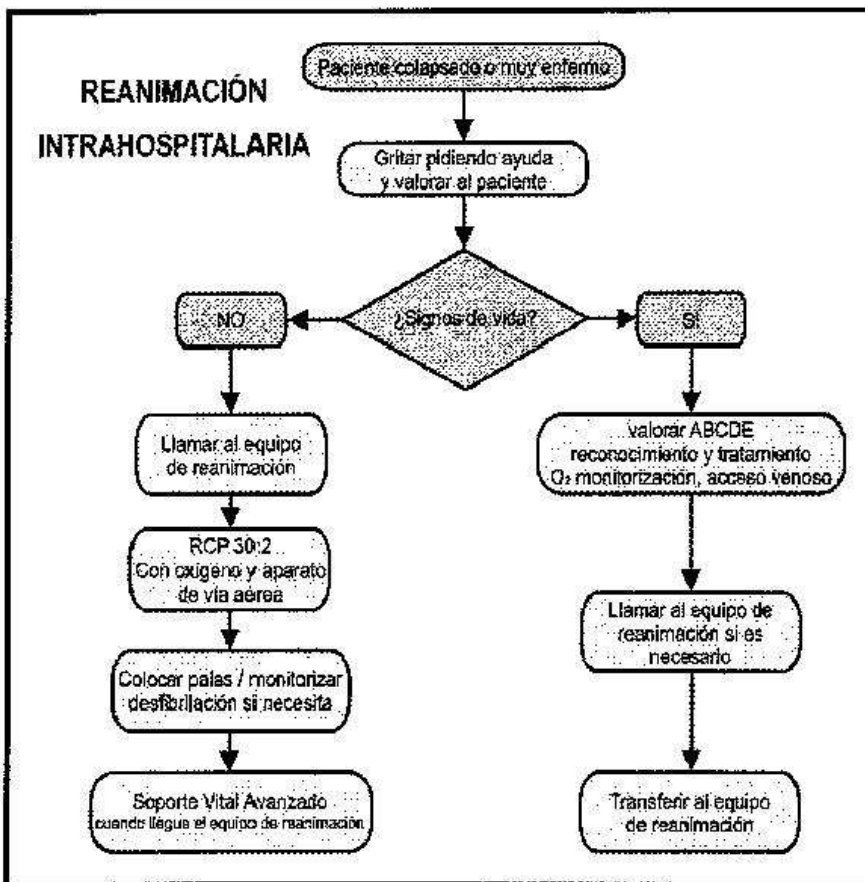 REANIMACIÓN
INTRAHOSPITALARIA
Paciente colapsado o muy enfermo
Gritar pidiendo ayuda
y valorar al paciente
¿Signos de vida?
NO
SI
Llamar al equipo
de reanimación
RCP 30:2
Con oxígeno y aparato
de vía aérea
Colocar palas / monitorizar
desfibrilación si necesita
Soporte Vital Avanzado
cuando llegue el equipo de reanimación
valorar ABCDE
reconocimiento y tratamiento
O₂ monitorización, acceso venoso
Llamar al equipo de
reanimación si es
necesario
Transferir al equipo
de reanimación